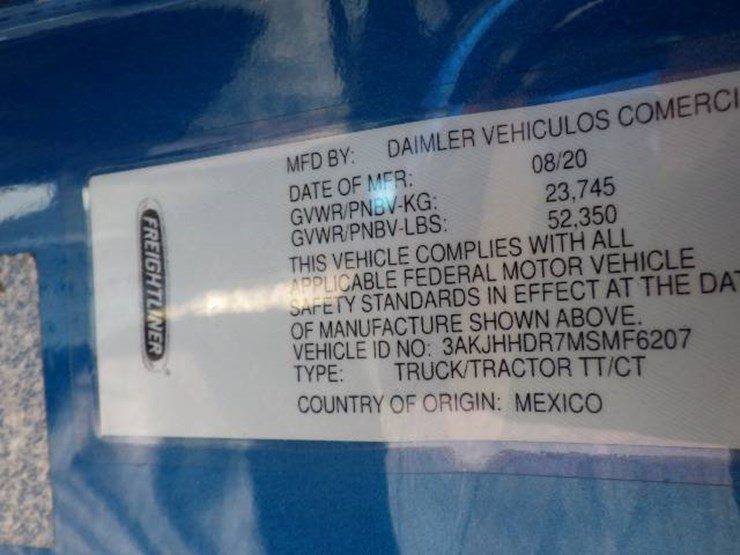 FREIGHTLINER
MFD BY: DAIMLER VEHICULOS COMERCI
DATE OF MFR: 08/20
GVWR/PNBV-KG: 23,745
GVWR/PNBV-LBS: 52,350
THIS VEHICLE COMPLIES WITH ALL
APPLICABLE FEDERAL MOTOR VEHICLE
SAFETY STANDARDS IN EFFECT AT THE DAT
OF MANUFACTURE SHOWN ABOVE.
VEHICLE ID NO: 3AKJHHDR7MSMF6207
TYPE: TRUCK/TRACTOR TT/CT
COUNTRY OF ORIGIN: MEXICO